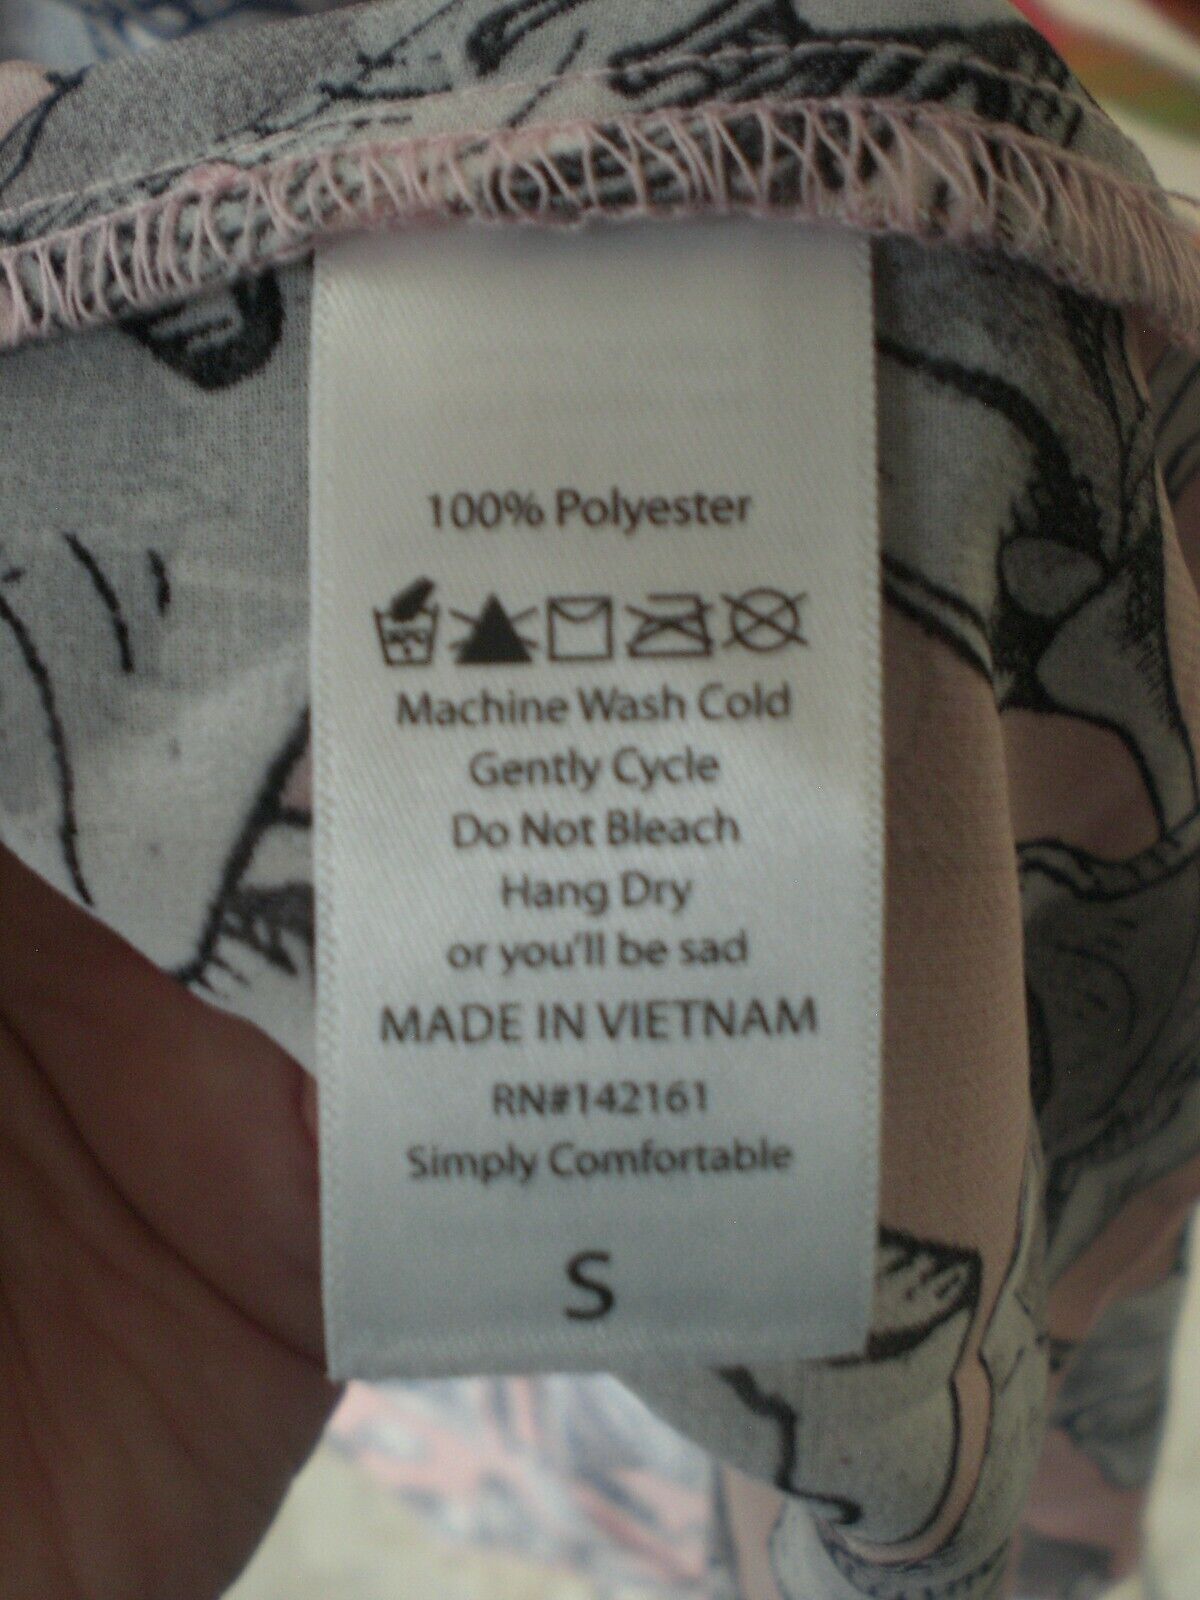 100% Polyester
Machine Wash Cold
Gently Cycle
Do Not Bleach
Hang Dry
or you'll be sad
MADE IN VIETNAM
RN#142161
Simply Comfortable
S